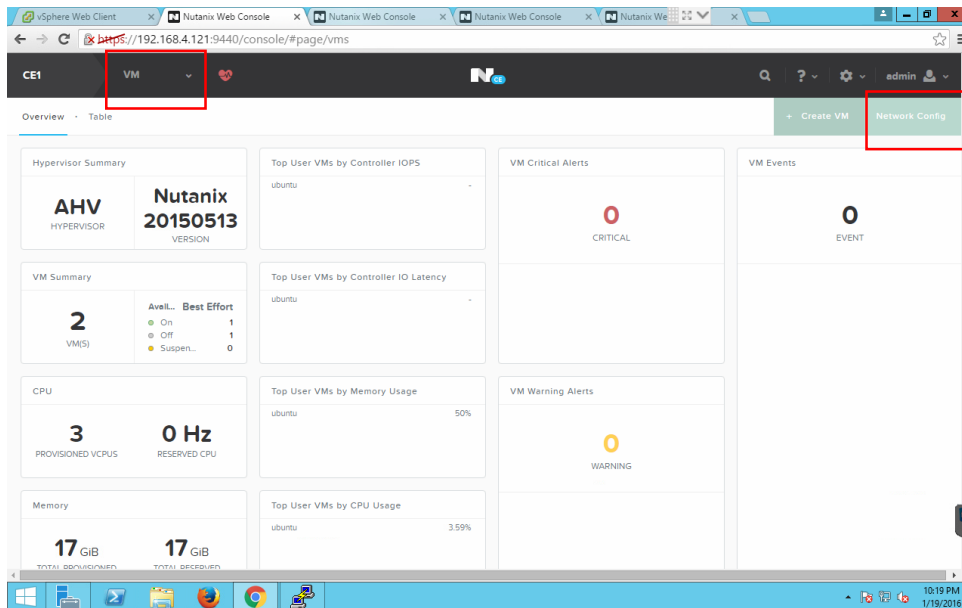 vSphere Web Client
Nutanix Web Console
Nutanix Web Console
Nutanix Web Console
Nutanix We
https://192.168.4.121:9440/console/#page/vms
CE1
VM
N CE
?
admin
Overview · Table
+ Create VM
Network Config
Hypervisor Summary
AHV
HYPERVISOR
Nutanix
20150513
VERSION
Top User VMs by Controller IOPS
ubuntu -
VM Critical Alerts
0
CRITICAL
VM Events
0
EVENT
VM Summary
2
VM(S)
Avail... Best Effort
On 1
Off 1
Suspen... 0
Top User VMs by Controller IO Latency
ubuntu -
CPU
3
PROVISIONED VCPUS
0 Hz
RESERVED CPU
Top User VMs by Memory Usage
ubuntu 50%
VM Warning Alerts
0
WARNING
Memory
17 GiB
TOTAL PROVISIONED
17 GiB
TOTAL RESERVED
Top User VMs by CPU Usage
ubuntu 3.59%
10:19 PM
1/19/2016